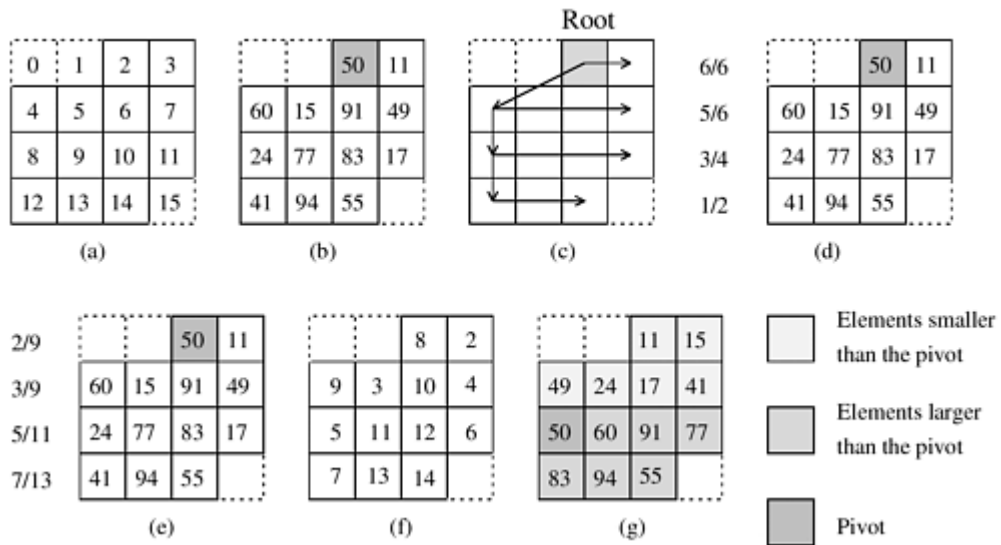 Root
0 1 2 3
4 5 6 7
8 9 10 11
12 13 14 15
(a)
50 11
60 15 91 49
24 77 83 17
41 94 55
(b)
(c)
6/6
5/6
3/4
1/2
50 11
60 15 91 49
24 77 83 17
41 94 55
(d)
2/9
3/9
5/11
7/13
50 11
60 15 91 49
24 77 83 17
41 94 55
(e)
8 2
9 3 10 4
5 11 12 6
7 13 14
(f)
11 15
49 24 17 41
50 60 91 77
83 94 55
(g)
Elements smaller
than the pivot
Elements larger
than the pivot
Pivot